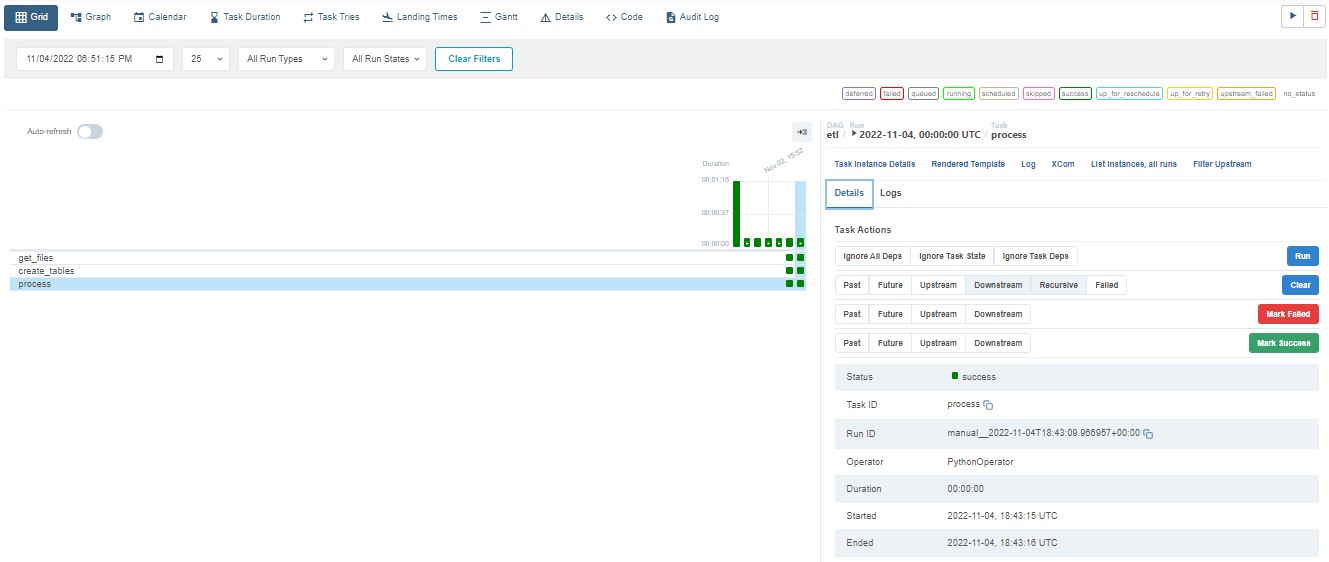 Grid Graph Calendar Task Duration Task Tries Landing Times Gantt Details Code Audit Log
11/04/2022 06:51:15 PM 25 All Run Types All Run States Clear Filters
deferred failed queued running scheduled skipped success up_for_reschedule up_for_retry upstream_failed no_status
Auto-refresh
Duration
Nov 02, 15:52
00:01:15
00:00:37
00:00:00
get_files
create_tables
process
DAG Run Task
etl / 2022-11-04, 00:00:00 UTC / process
Task Instance Details Rendered Template Log XCom List Instances, all runs Filter Upstream
Details Logs
Task Actions
Ignore All Deps Ignore Task State Ignore Task Deps Run
Past Future Upstream Downstream Recursive Failed Clear
Past Future Upstream Downstream Mark Failed
Past Future Upstream Downstream Mark Success
Status success
Task ID process
Run ID manual__2022-11-04T18:43:09.966957+00:00
Operator PythonOperator
Duration 00:00:00
Started 2022-11-04, 18:43:15 UTC
Ended 2022-11-04, 18:43:16 UTC